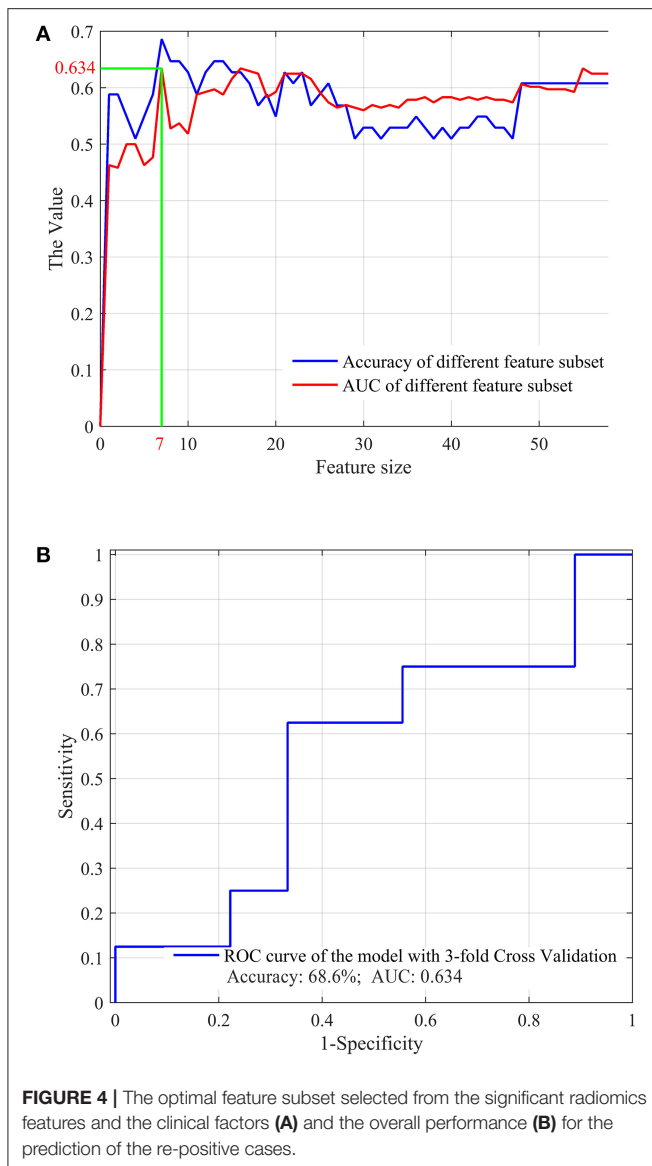 A
0.7
0.634
0.6
0.5
0.4
0.3
0.2
0.1
0
The Value
Accuracy of different feature subset
AUC of different feature subset
0 7 10 20 30 40 50
Feature size
B
1
0.9
0.8
0.7
0.6
0.5
0.4
0.3
0.2
0.1
0
Sensitivity
ROC curve of the model with 3-fold Cross Validation
Accuracy: 68.6%; AUC: 0.634
0 0.2 0.4 0.6 0.8 1
1-Specificity
FIGURE 4 | The optimal feature subset selected from the significant radiomics
features and the clinical factors (A) and the overall performance (B) for the
prediction of the re-positive cases.